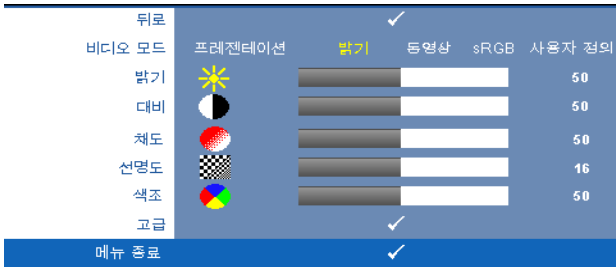 뒤로
비디오 모드 프레젠테이션 밝기 동영상 sRGB 사용자 정의
밝기 50
대비 50
채도 50
선명도 16
색조 50
고급
메뉴 종료